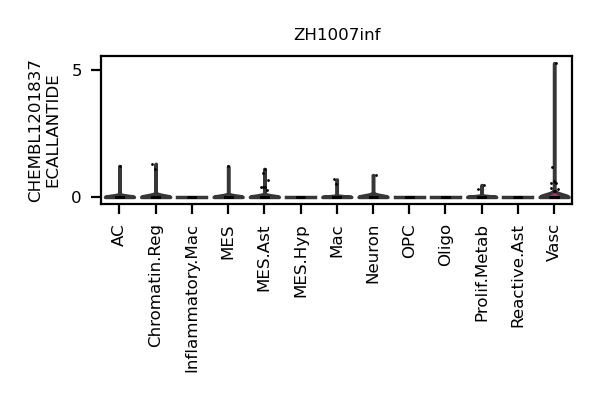 ZH1007inf
CHEMBL1201837
ECALLANTIDE
5
0
AC
Chromatin.Reg
Inflammatory.Mac
MES
MES.Ast
MES.Hyp
Mac
Neuron
OPC
Oligo
Prolif.Metab
Reactive.Ast
Vasc